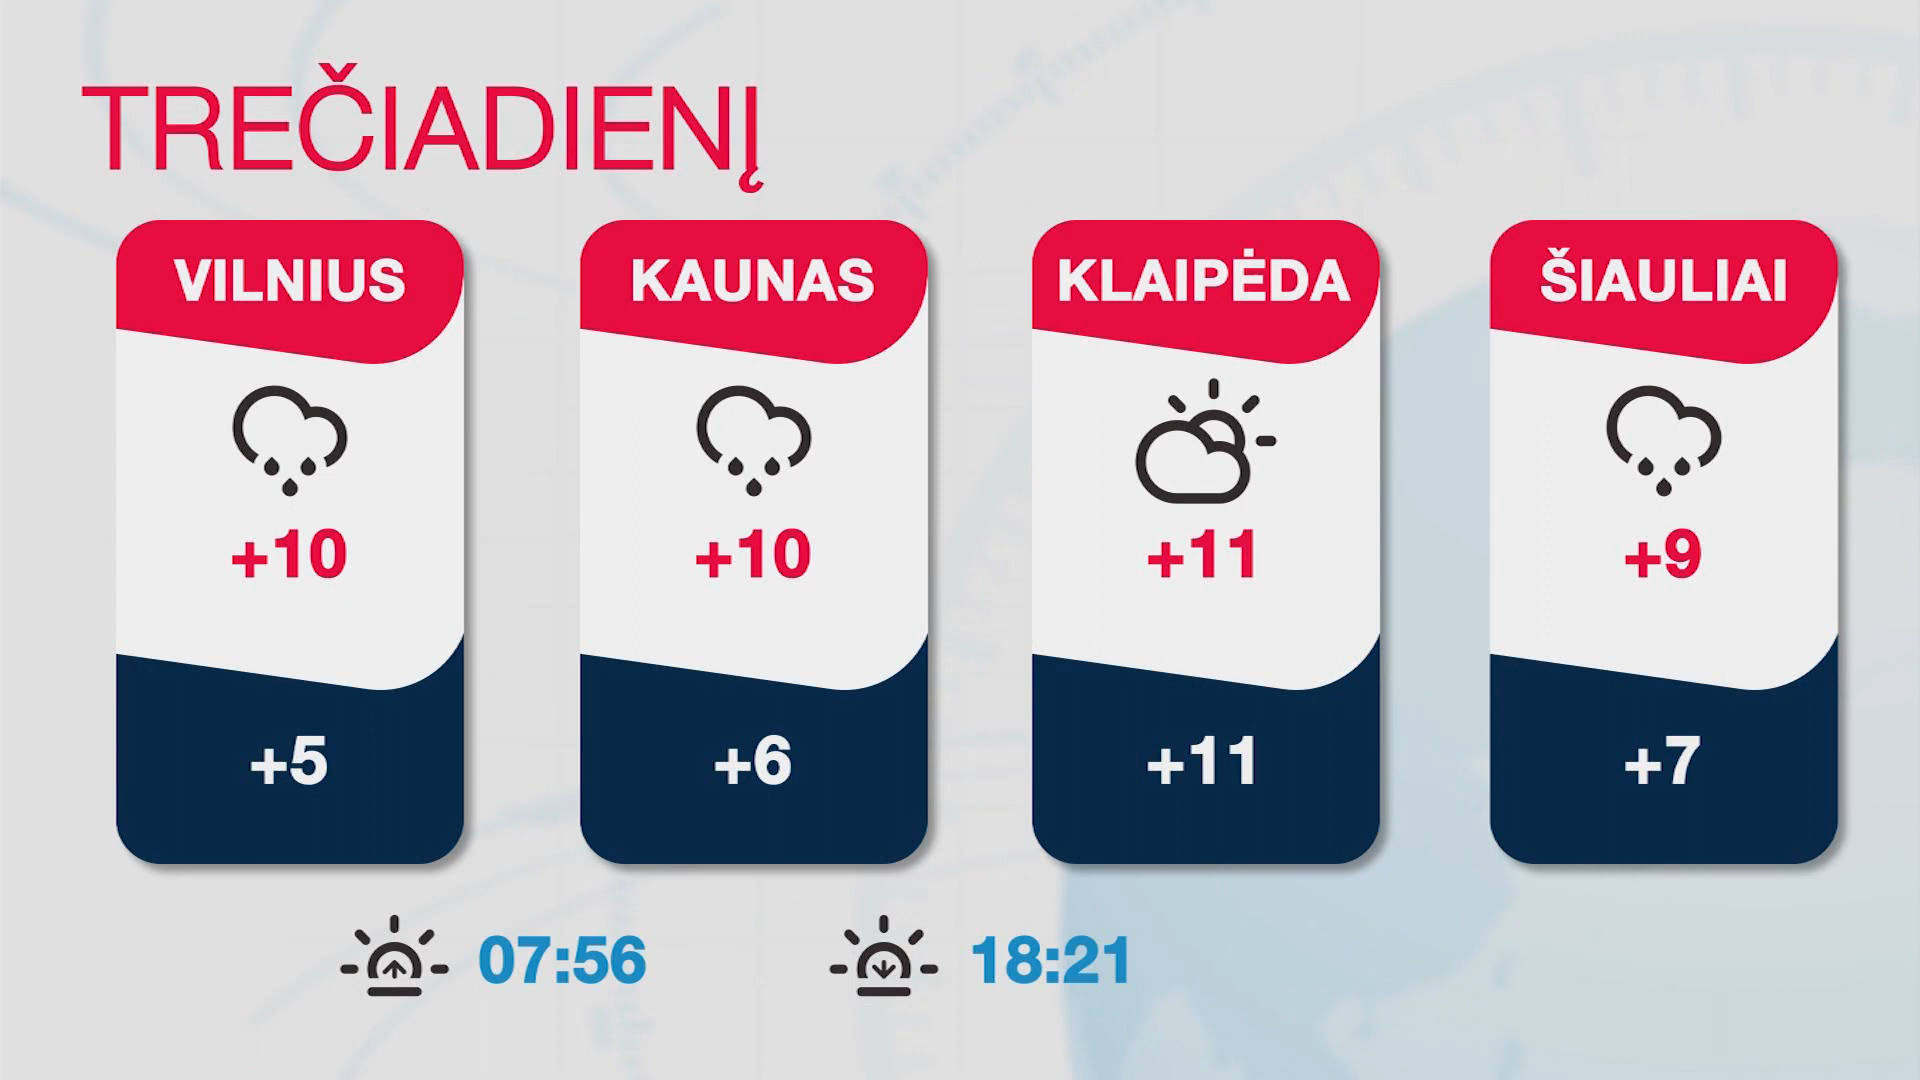 TREČIADIENĮ
VILNIUS
+10
+5
KAUNAS
+10
+6
KLAIPĖDA
+11
+11
ŠIAULIAI
+9
+7
07:56
18:21